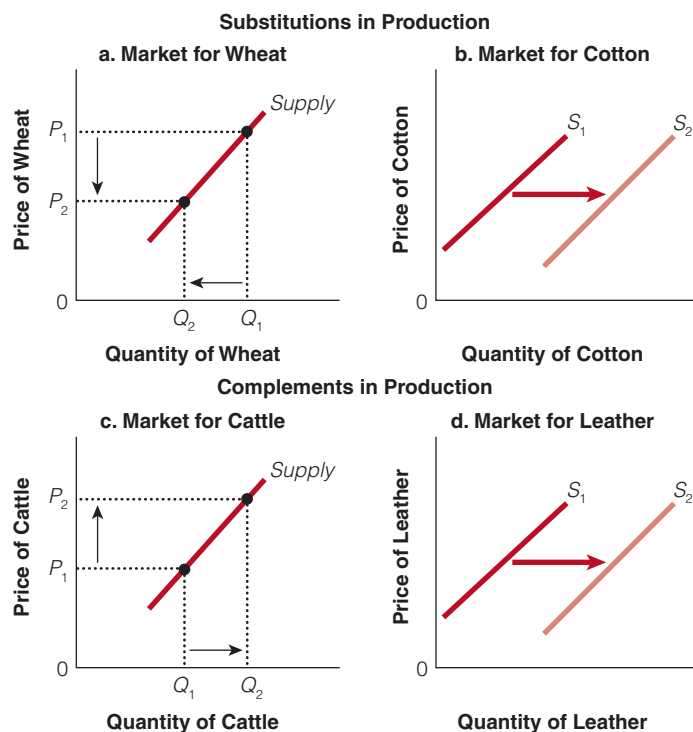 Substitutions in Production
a. Market for Wheat
b. Market for Cotton
Supply
P1
P2
Price of Wheat
0
Q2
Q1
Quantity of Wheat
S1
S2
Price of Cotton
0
Quantity of Cotton
Complements in Production
c. Market for Cattle
d. Market for Leather
Supply
P2
P1
Price of Cattle
0
Q1
Q2
Quantity of Cattle
S1
S2
Price of Leather
0
Quantity of Leather